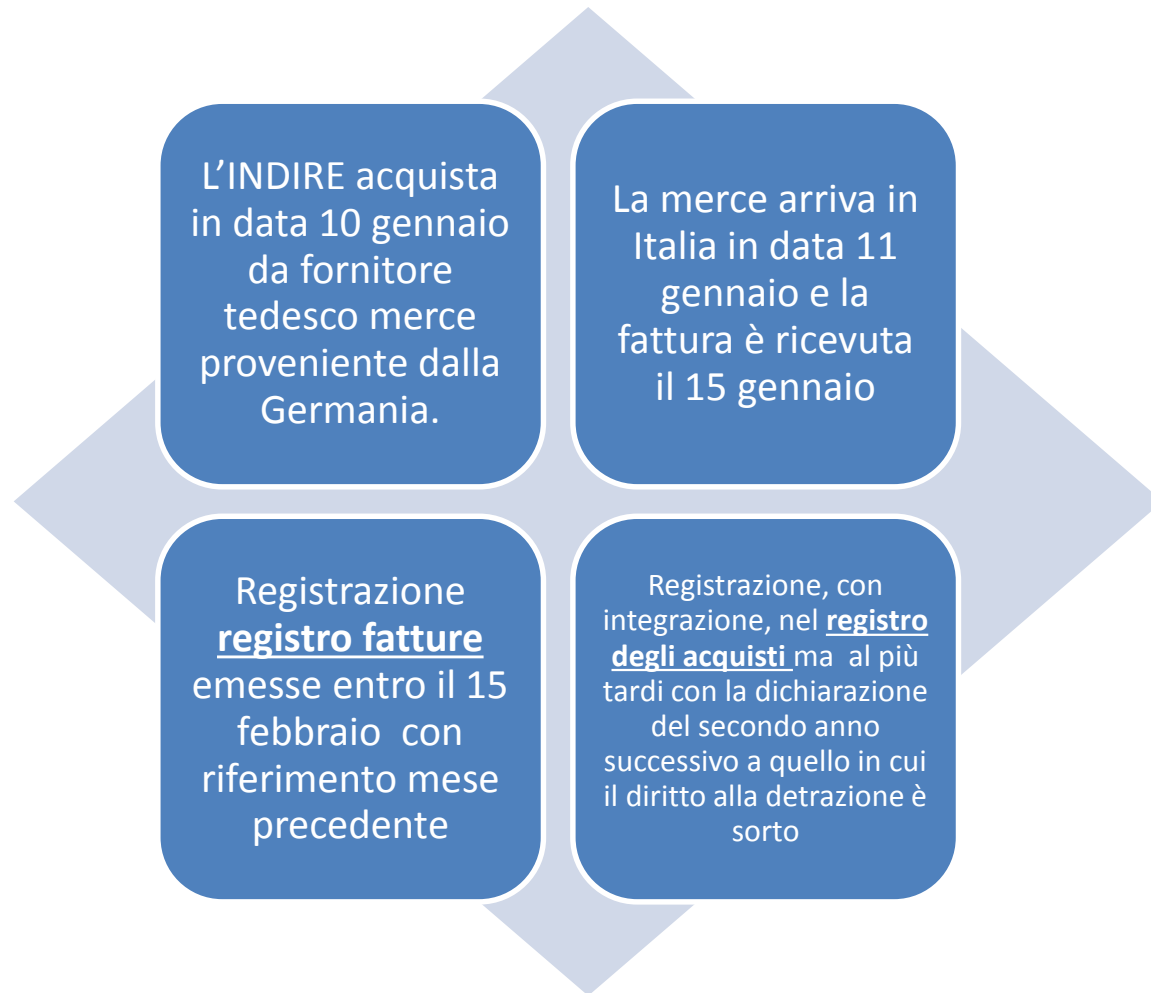 L’INDIRE acquista
in data 10 gennaio
da fornitore
tedesco merce
proveniente dalla
Germania.
La merce arriva in
Italia in data 11
gennaio e la
fattura è ricevuta
il 15 gennaio
Registrazione
registro fatture
emesse entro il 15
febbraio con
riferimento mese
precedente
Registrazione, con
integrazione, nel registro
degli acquisti ma al più
tardi con la dichiarazione
del secondo anno
successivo a quello in cui
il diritto alla detrazione è
sorto